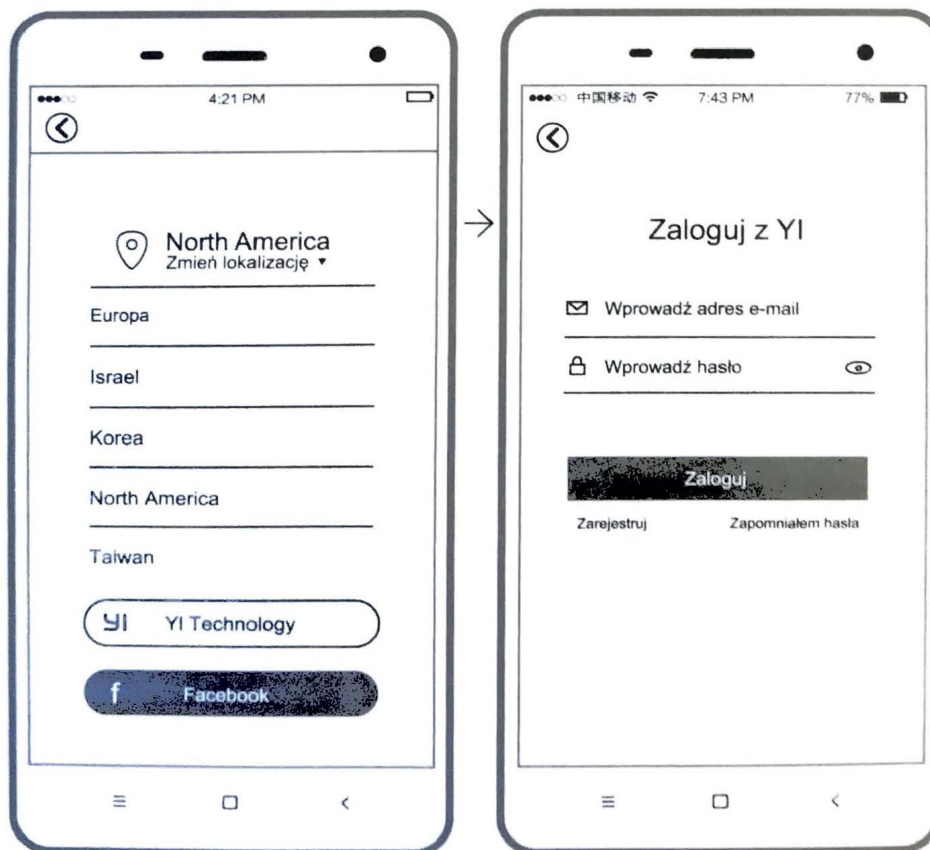 4:21 PM
North America
Zmień lokalizację ▾
Europa
Israel
Korea
North America
Taiwan
YI YI Technology
f Facebook
中国移动 7:43 PM 77%
Zaloguj z YI
Wprowadź adres e-mail
Wprowadź hasło
Zaloguj
Zarejestruj Zapomniałem hasła